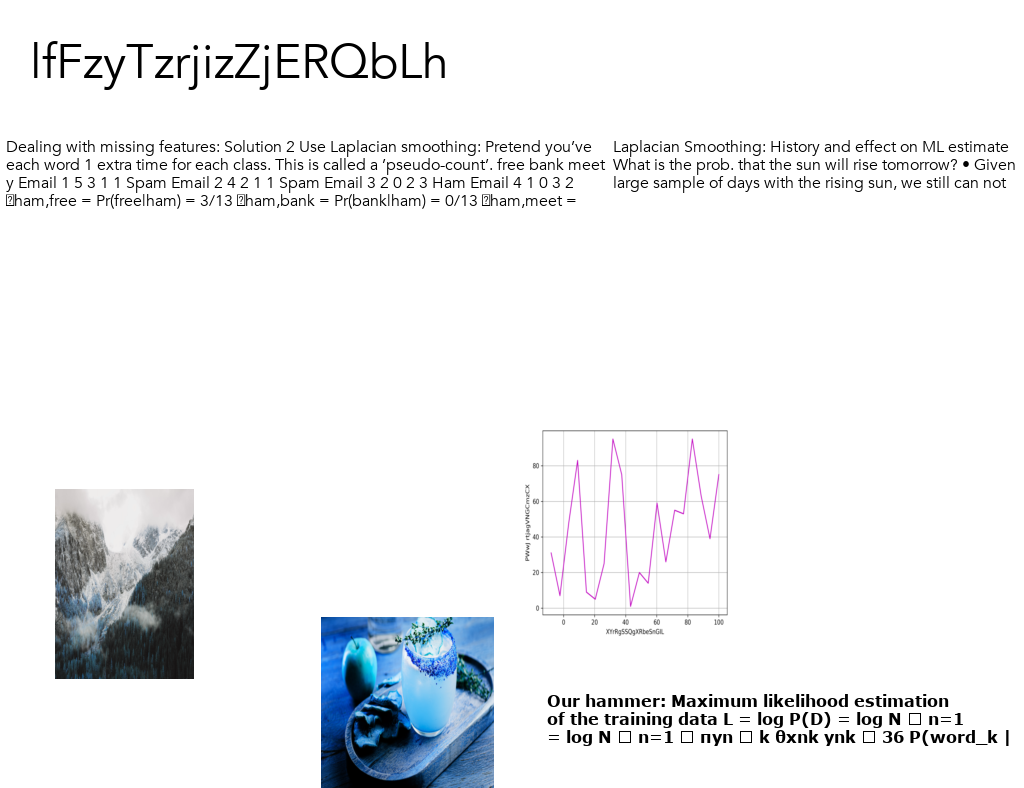 lfFzyTzrjizZjERQbLh
Dealing with missing features: Solution 2 Use Laplacian smoothing: Pretend you’ve
each word 1 extra time for each class. This is called a ‘pseudo-count’. free bank meet
y Email 1 5 3 1 1 Spam Email 2 4 2 1 1 Spam Email 3 2 0 2 3 Ham Email 4 1 0 3 2
ham,free = Pr(freelham) = 3/13 ham,bank = Pr(banklham) = 0/13 ham,meet =
Laplacian Smoothing: History and effect on ML estimate
What is the prob. that the sun will rise tomorrow? • Given
large sample of days with the rising sun, we still can not
80
60
40
20
0
0 20 40 60 80 100
Our hammer: Maximum likelihood estimation
of the training data L = log P(D) = log N □ n=1
= log N □ n=1 □ πyn □ k θxnk ynk □ 36 P(word_k |